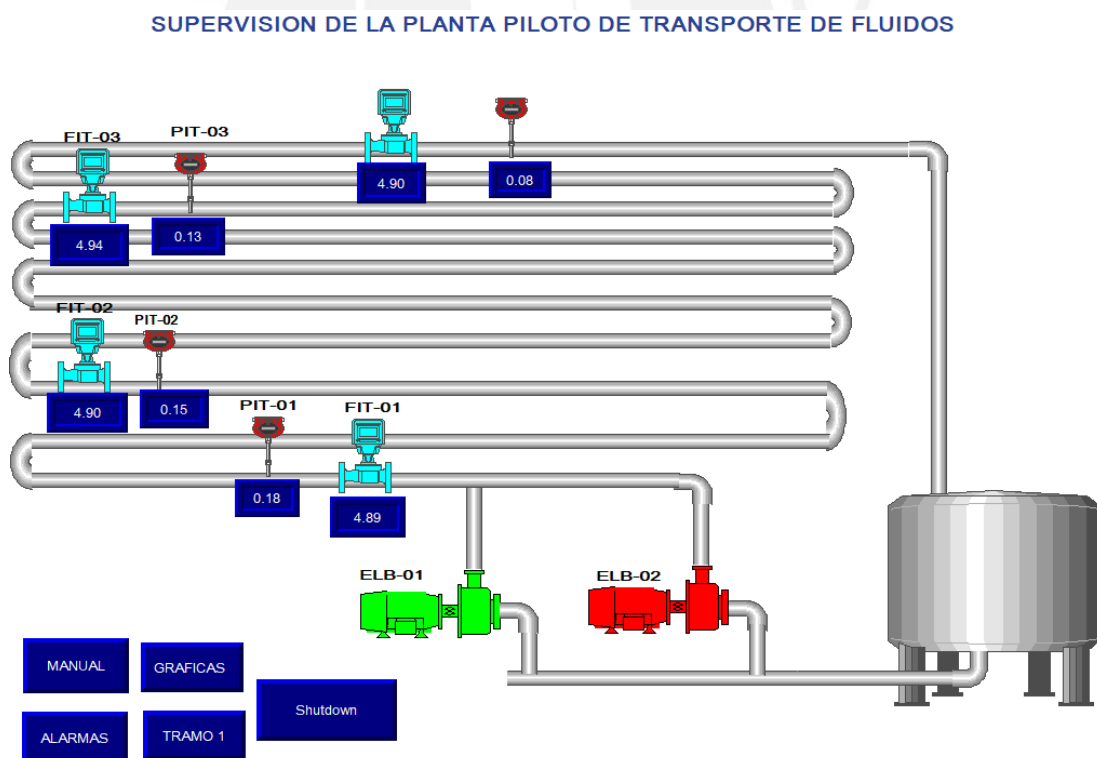 SUPERVISION DE LA PLANTA PILOTO DE TRANSPORTE DE FLUIDOS
FIT-03
PIT-03
4.90
0.08
4.94
0.13
FIT-02
PIT-02
4.90
0.15
PIT-01
FIT-01
0.18
4.89
ELB-01
ELB-02
MANUAL
GRAFICAS
Shutdown
ALARMAS
TRAMO 1